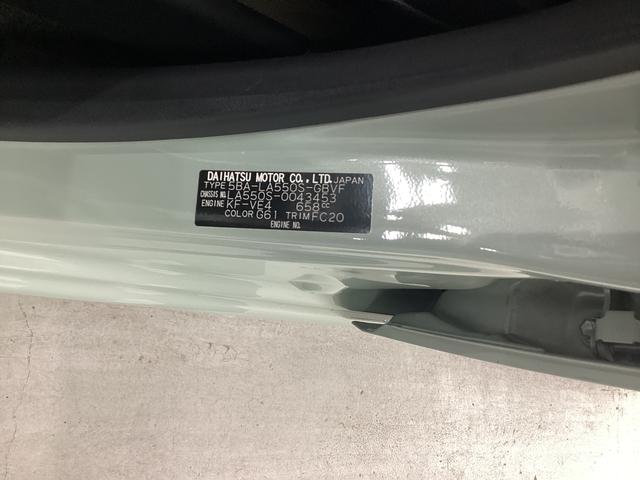 DAIHATSU MOTOR CO.,LTD. JAPAN
TYPE 5BA-LA550S-GBVF
CHASSIS NO. LA550S-0043453
ENGINE KF-VE4 658cc
COLOR G61 TRIM FC20
ENGINE NO.